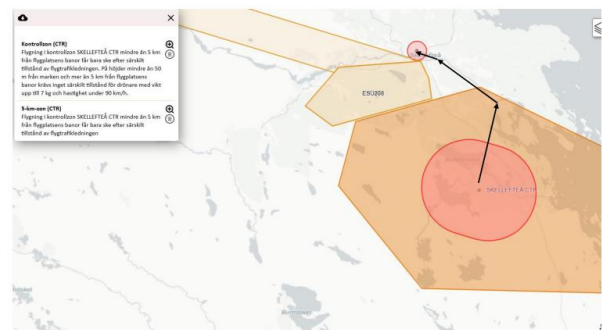 Kontrollzon (CTR)
Flygning i kontrollzon SKELLEFTEÅ CTR mindre än 5 km
från flygplatsens banor får bara ske efter särskilt
tillstånd av flygtrafikledningen. På höjder mindre än 50
m från marken och mer än 5 km från flygplatsens
banor krävs inget särskilt tillstånd för drönare med vikt
upp till 7 kg och hastighet under 90 km/h.
5-km-zon (CTR)
Flygning i kontrollzon SKELLEFTEÅ CTR mindre än 5 km
från flygplatsens banor får bara ske efter särskilt
tillstånd av flygtrafikledningen
SKELLEFTEÅ CTR